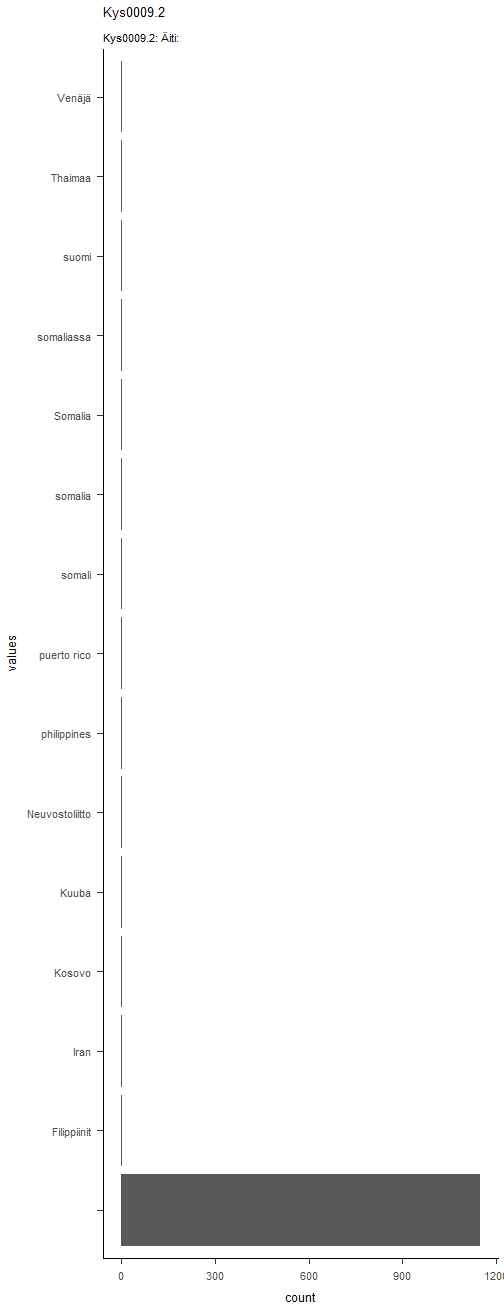 Kys0009.2
Kys0009.2: Äiti:
Venäjä
Thaimaa
suomi
somaliassa
Somalia
somalia
somali
puerto rico
philippines
Neuvostoliitto
Kuuba
Kosovo
Iran
Filippiinit
values
0 300 600 900 1200
count